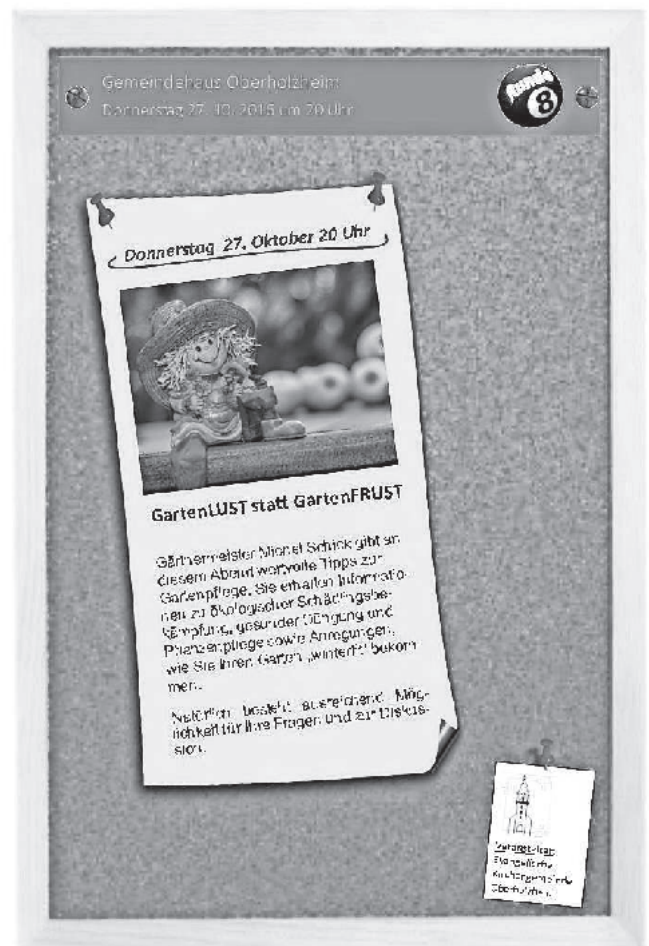 Gemeindehaus Oberholzheim
Donnerstag 27. 10. 2016 um 20 Uhr
Runde
8
Donnerstag 27. Oktober 20 Uhr
GartenLUST statt GartenFRUST
Gärtnermeister Michel Schick gibt an
diesem Abend wertvolle Tipps zur
Gartenpflege. Sie erhalten Informatio-
nen zu ökologischer Schädlingsbe-
kämpfung, gesunder Düngung und
Pflanzenpflege sowie Anregungen,
wie Sie Ihren Garten „winterfit“ bekom
men.
Natürlich besteht ausreichend Mög-
lichkeit für Ihre Fragen und zur Diskus-
sion.
Veranstalter:
Evangelische
Kirchengemeinde
Oberholzheim